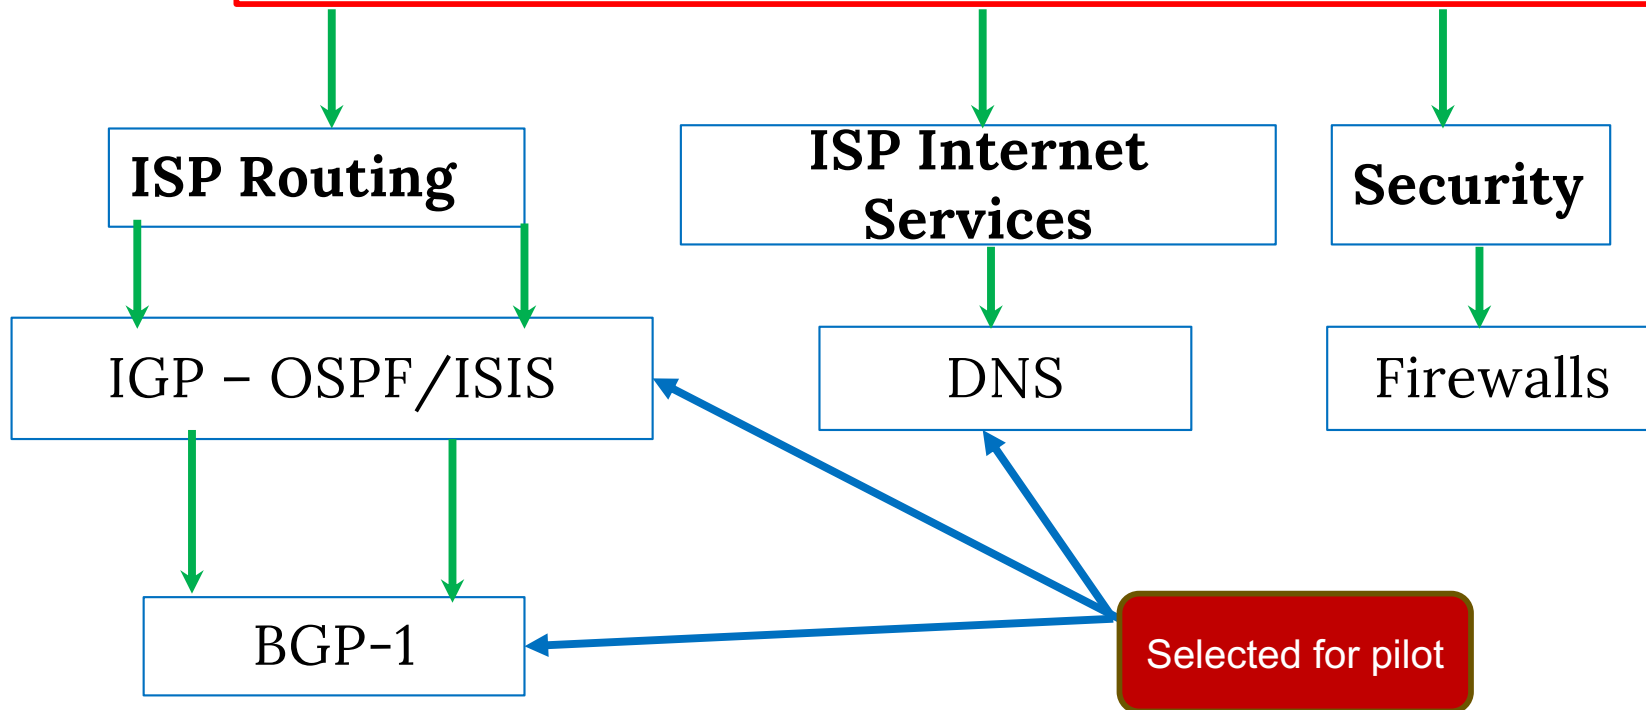 ISP Routing
ISP Internet
Services
Security
IGP – OSPF/ISIS
DNS
Firewalls
BGP-1
Selected for pilot